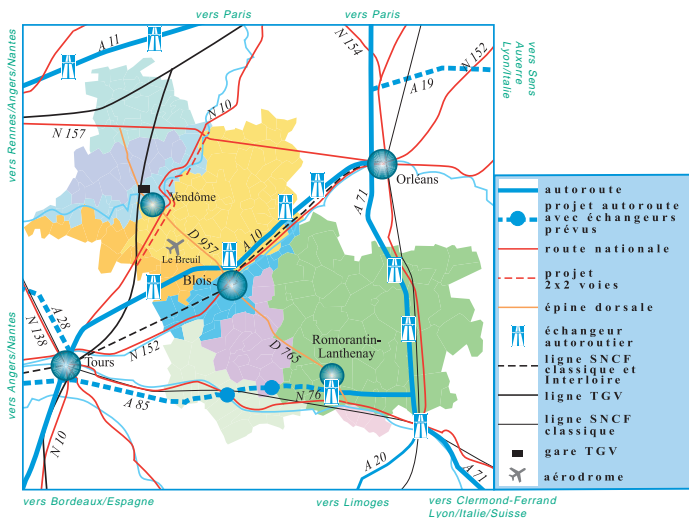 vers Paris
vers Paris
A 11
N 154
N 152
vers Sens
Auxerre
Lyon/Italie
A 19
vers Rennes/Angers/Nantes
N 157
N 10
Orléans
Vendôme
A 71
D 957
A 10
Le Breuil
Blois
A 28
N 138
Tours
N 152
D 765
Romorantin-
Lanthenay
vers Angers/Nantes
A 85
N 76
N 10
A 20
A 71
vers Bordeaux/Espagne
vers Limoges
vers Clermond-Ferrand
Lyon/Italie/Suisse
autoroute
projet autoroute
avec échangeurs
prévus
route nationale
projet
2x2 voies
épine dorsale
échangeur
autoroutier
ligne SNCF
classique et
Interloire
ligne TGV
ligne SNCF
classique
gare TGV
aérodrome